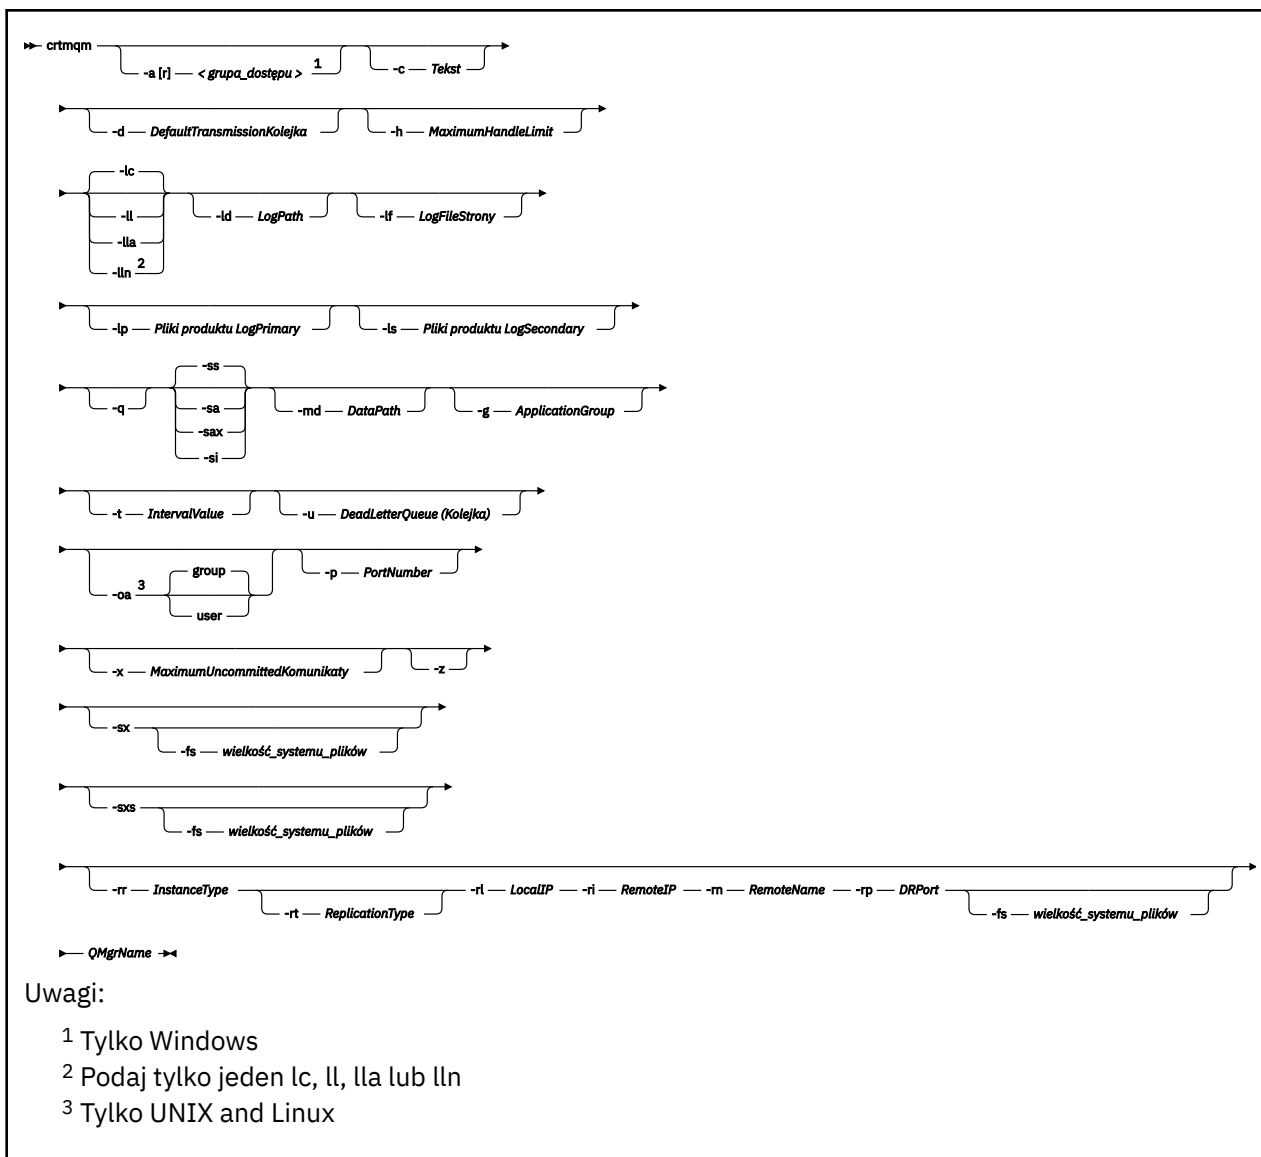 crtmqm -a [r] < grupa_dostępu > 1 -c Tekst
-d DefaultTransmissionKolejka -h MaximumHandleLimit
-lc
-ll -ld LogPath -lf LogFileStrony
-lla
-lln 2
-lp Pliki produktu LogPrimary -ls Pliki produktu LogSecondary
-ss
-q -sa -md DataPath -g ApplicationGroup
-sax
-si
-t IntervalValue -u DeadLetterQueue (Kolejka)
group
-oa 3 -p PortNumber
user
-x MaximumUncommittedKomunikaty -z
-sx
-fs wielkość_systemu_plików
-sxs
-fs wielkość_systemu_plików
-rr InstanceType -rl LocalIP -ri RemoteIP -rn RemoteName -rp DRPort
-rt ReplicationType -fs wielkość_systemu_plików
QMgrName
Uwagi:
1 Tylko Windows
2 Podaj tylko jeden lc, ll, lla lub lln
3 Tylko UNIX and Linux